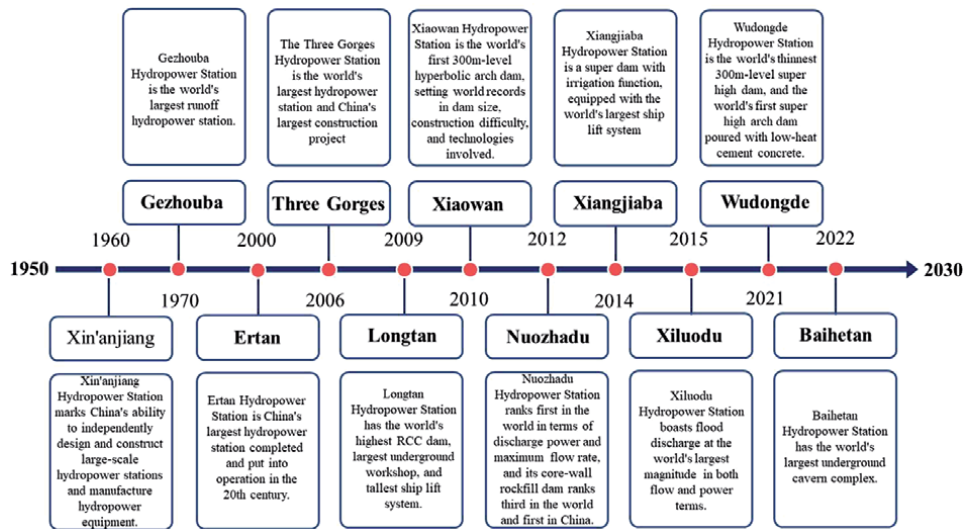 Gezhouba
Hydropower Station
is the world's
largest runoff
hydropower station.
The Three Gorges
Hydropower Station
is the world's
largest hydropower
station and China's
largest construction
project
Xiaowan Hydropower
Station is the world's
first 300m-level
hyperbolic arch dam,
setting world records
in dam size,
construction difficulty,
and technologies
involved.
Xiangjiaba
Hydropower Station
is a super dam with
irrigation function,
equipped with the
world's largest ship
lift system
Wudongde
Hydropower Station
is the world's thinnest
300m-level super
high dam, and the
world's first super
high arch dam
poured with low-heat
cement concrete.
Gezhouba
Three Gorges
Xiaowan
Xiangjiaba
Wudongde
1960
2000
2009
2012
2015
2022
1950
2030
1970
2006
2010
2014
2021
Xin'anjiang
Ertan
Longtan
Nuozhadu
Xiluodu
Baihetan
Xin'anjiang
Hydropower Station
marks China's ability
to independently
design and construct
large-scale
hydropower stations
and manufacture
hydropower
equipment.
Ertan Hydropower
Station is China's
largest hydropower
station completed
and put into
operation in the
20th century.
Longtan
Hydropower Station
has the world's
highest RCC dam,
largest underground
workshop, and
tallest ship lift
system.
Nuozhadu
Hydropower Station
ranks first in the
world in terms of
discharge power and
maximum flow rate,
and its core-wall
rockfill dam ranks
third in the world
and first in China.
Xiluodu
Hydropower Station
boasts flood
discharge at the
world's largest
magnitude in both
flow and power
terms.
Baihetan
Hydropower Station
has the world's
largest underground
cavern complex.